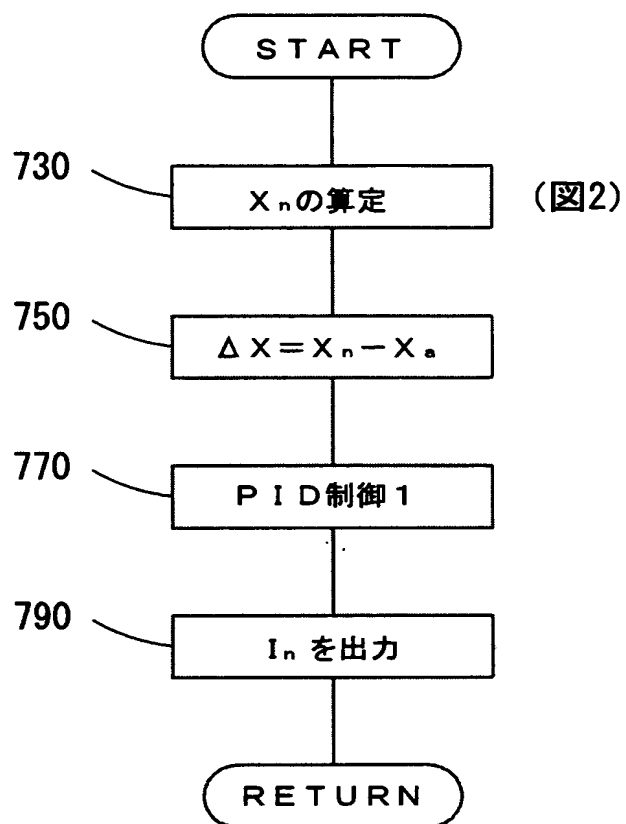 START
730
Xₙの算定
(図2)
750
ΔX=Xₙ-Xₐ
770
PID制御1
790
Iₙを出力
RETURN